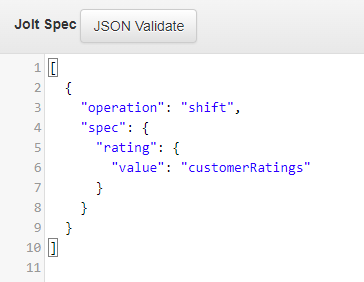 Jolt Spec JSON Validate
1 [
2 {
3 "operation": "shift",
4 "spec": {
5 "rating": {
6 "value": "customerRatings"
7 }
8 }
9 }
10 ]
11